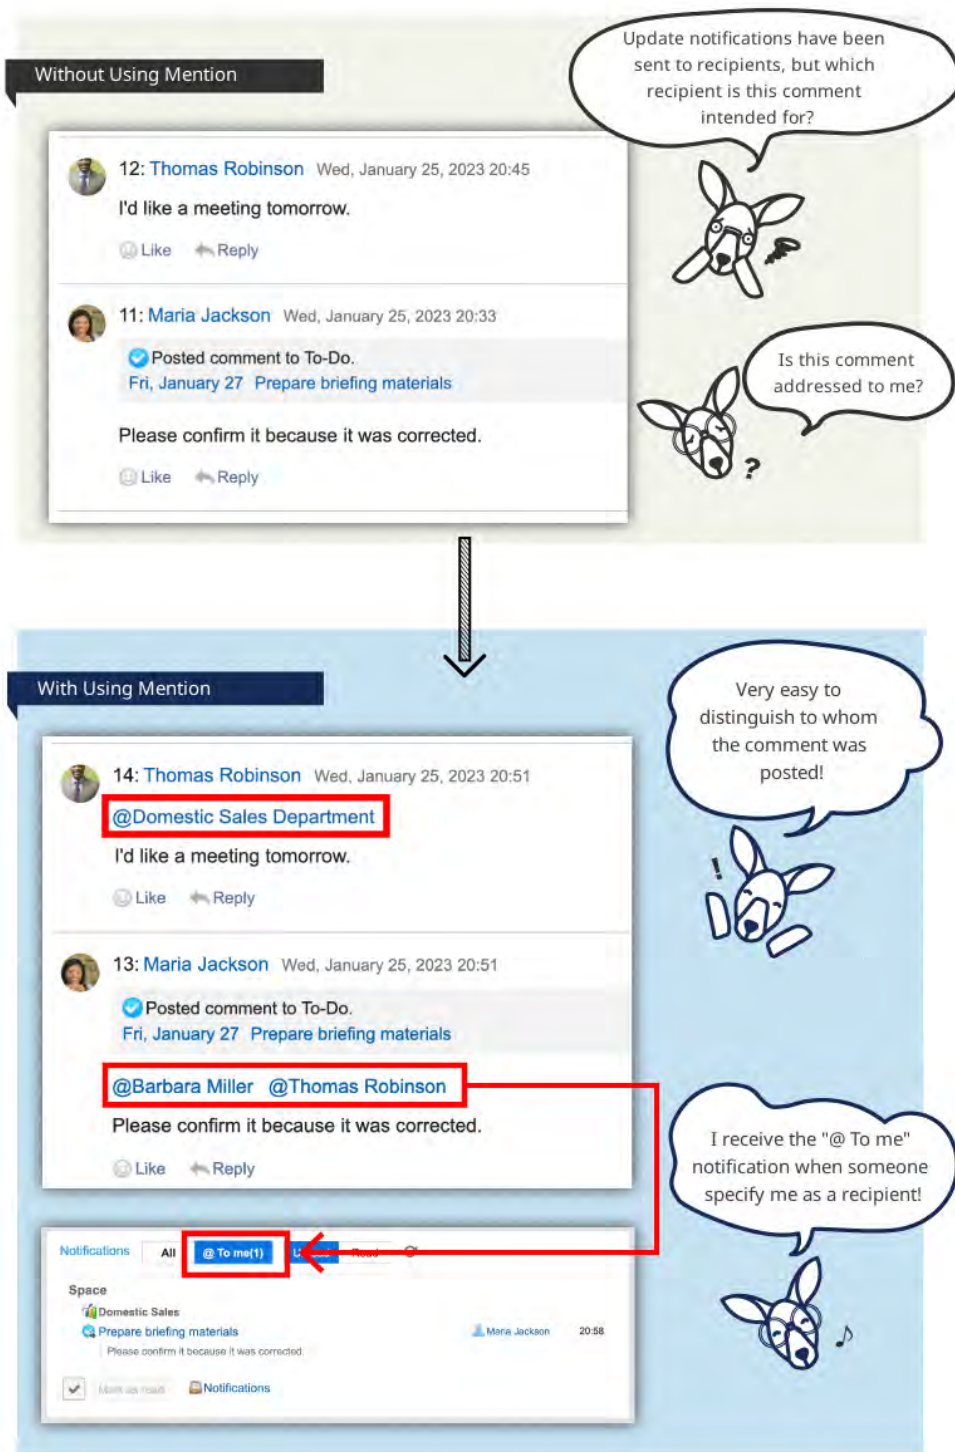 Without Using Mention
Update notifications have been
sent to recipients, but which
recipient is this comment
intended for?
12: Thomas Robinson Wed, January 25, 2023 20:45
I'd like a meeting tomorrow.
Like Reply
11: Maria Jackson Wed, January 25, 2023 20:33
Posted comment to To-Do.
Fri, January 27 Prepare briefing materials
Please confirm it because it was corrected.
Like Reply
Is this comment
addressed to me?
?
With Using Mention
Very easy to
distinguish to whom
the comment was
posted!
14: Thomas Robinson Wed, January 25, 2023 20:51
@Domestic Sales Department
I'd like a meeting tomorrow.
Like Reply
!
13: Maria Jackson Wed, January 25, 2023 20:51
Posted comment to To-Do.
Fri, January 27 Prepare briefing materials
@Barbara Miller @Thomas Robinson
Please confirm it because it was corrected.
Like Reply
I receive the "@ To me"
notification when someone
specify me as a recipient!
Notifications All @ To me(1) Read
Space
Domestic Sales
Prepare briefing materials Maria Jackson 20:58
Please confirm it because it was corrected.
Mark as read Notifications